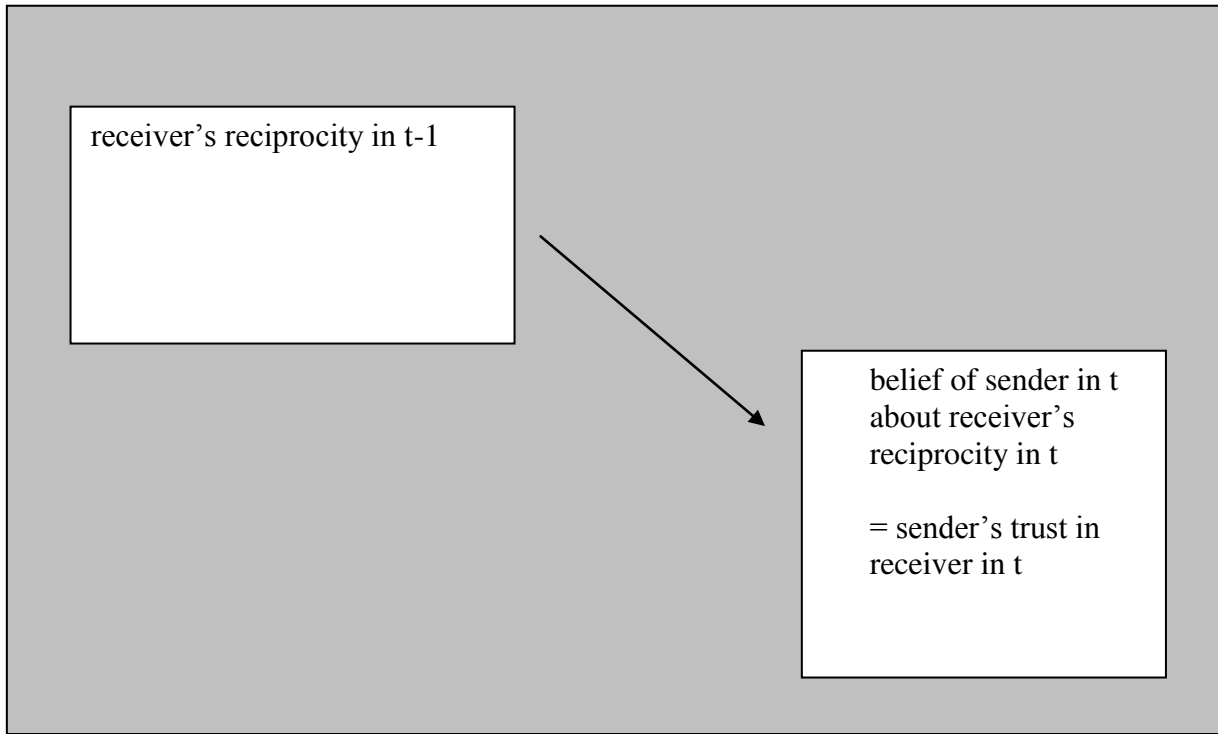 receiver’s reciprocity in t-1
belief of sender in t
about receiver’s
reciprocity in t
= sender’s trust in
receiver in t